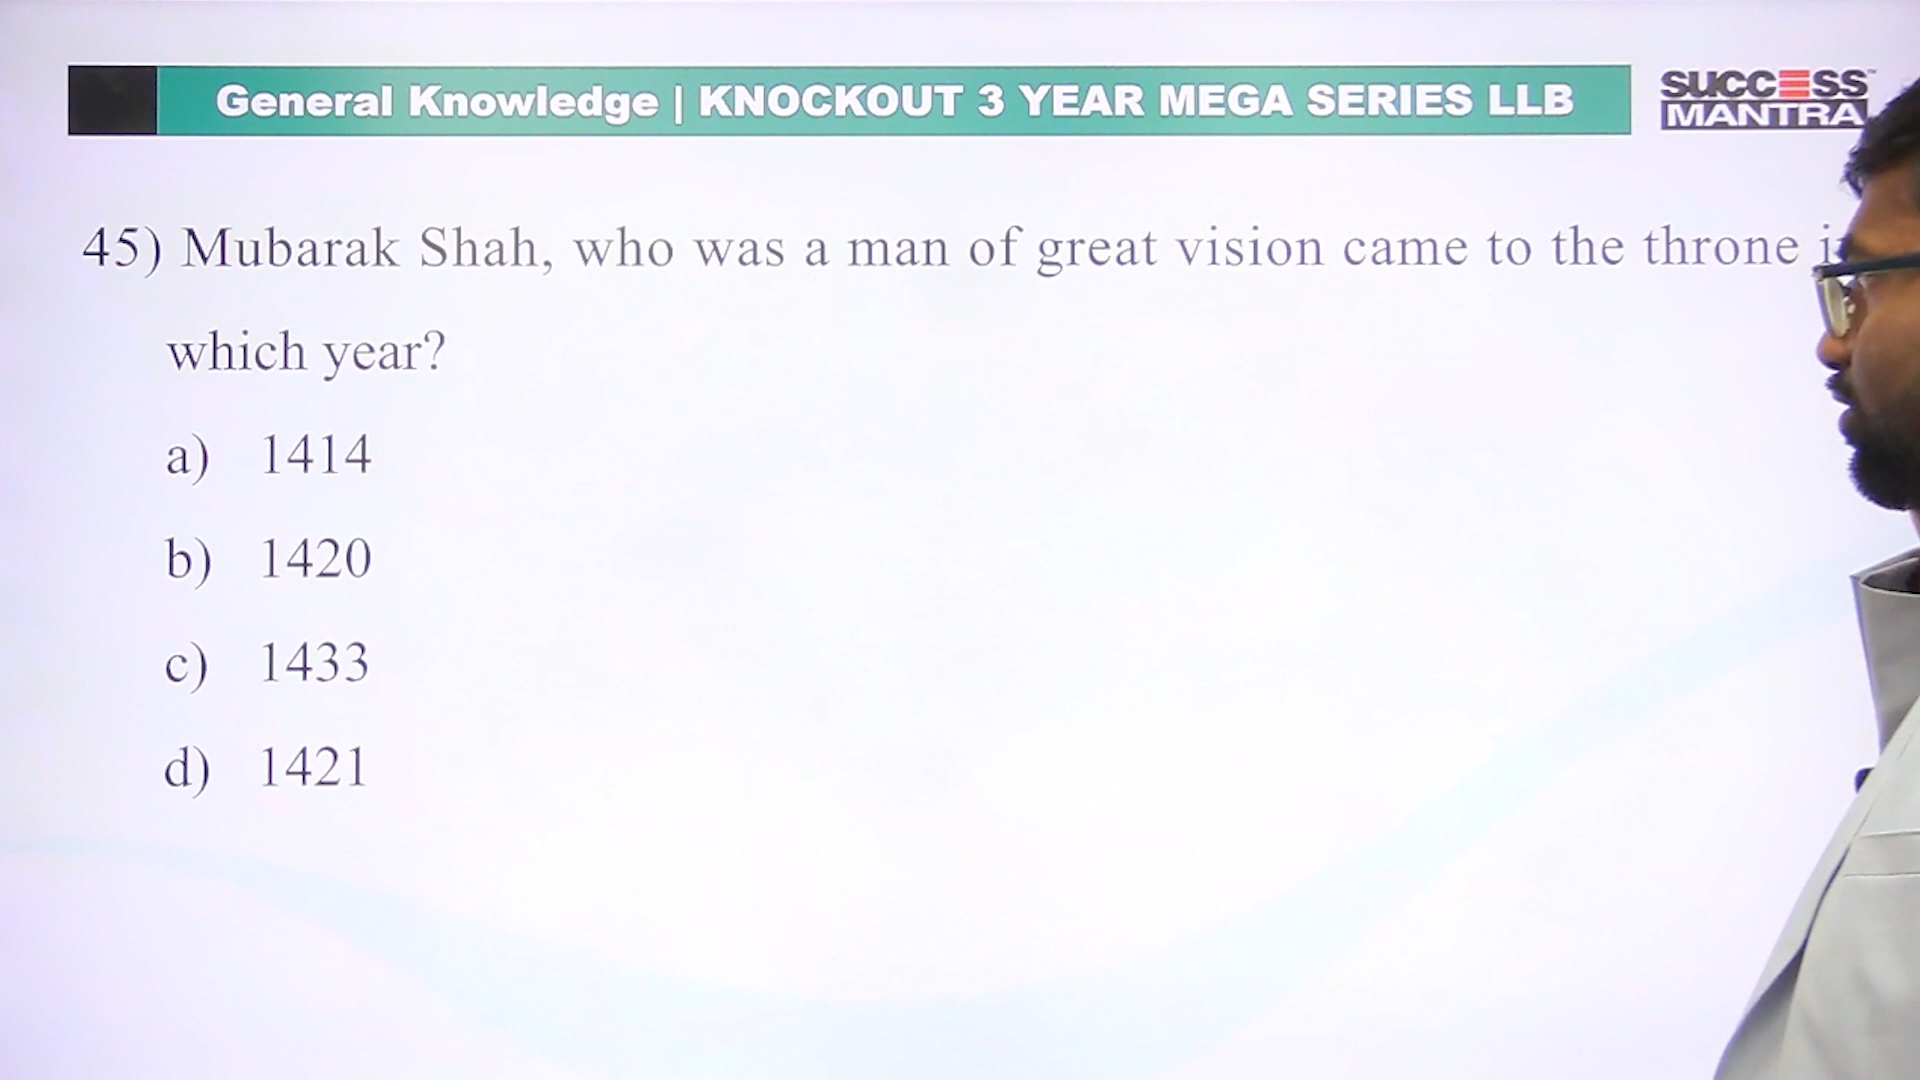 General Knowledge | KNOCKOUT 3 YEAR MEGA SERIES LLB
SUCCESS
MANTRA
45) Mubarak Shah, who was a man of great vision came to the throne
which year?
a) 1414
b) 1420
c) 1433
d) 1421